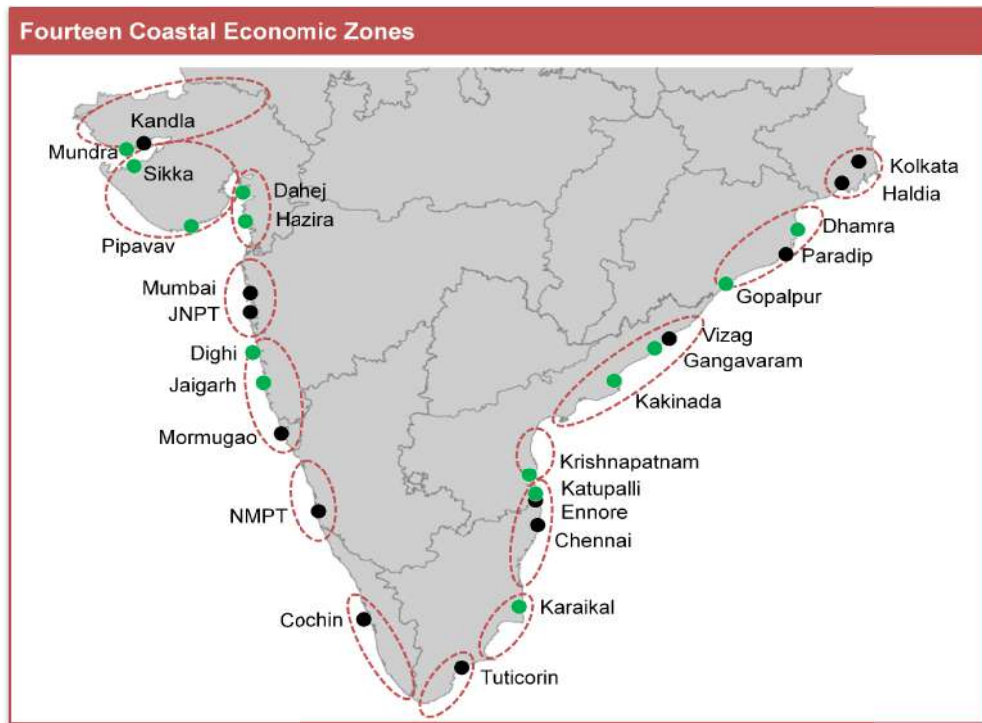 Fourteen Coastal Economic Zones
Kandla
Mundra
Sikka
Pipavav
Dahej
Hazira
Mumbai
JNPT
Dighi
Jaigarh
Mormugao
NMPT
Cochin
Kolkata
Haldia
Dhamra
Paradip
Gopalpur
Vizag
Gangavaram
Kakinada
Krishnapatnam
Katupalli
Ennore
Chennai
Karaikal
Tuticorin